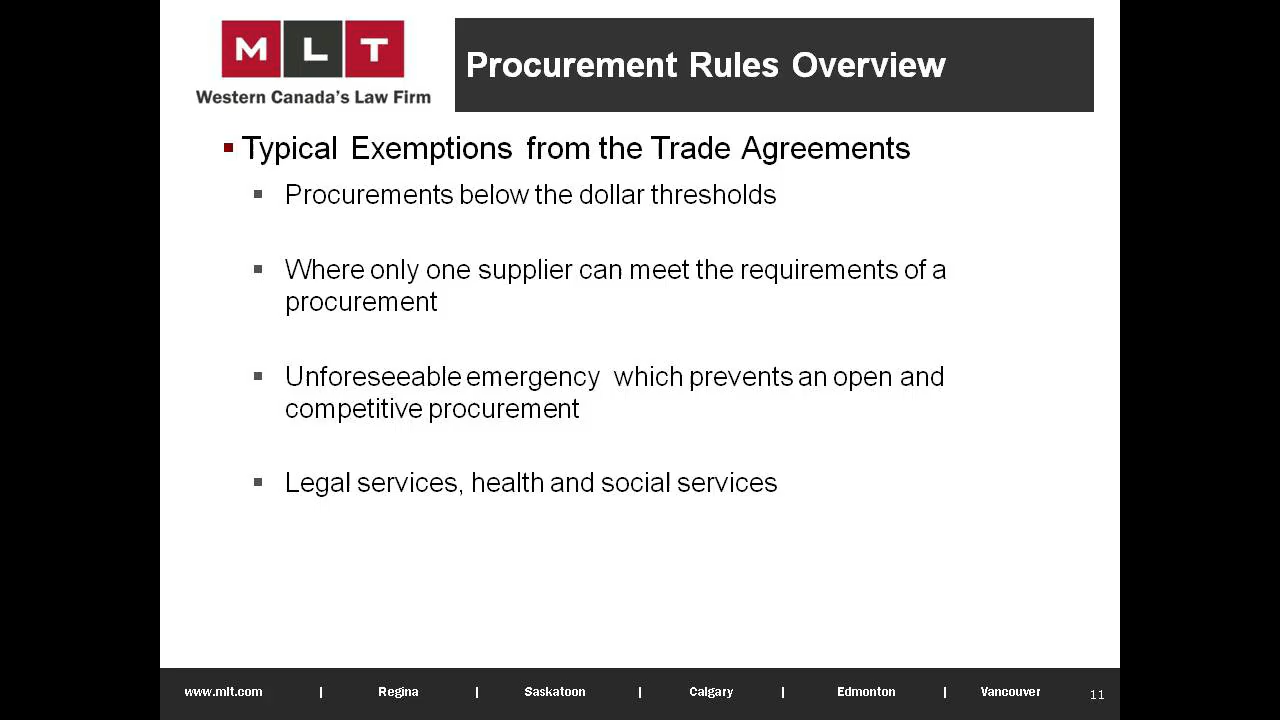 MLT
Western Canada's Law Firm
Procurement Rules Overview
Typical Exemptions from the Trade Agreements
Procurements below the dollar thresholds
Where only one supplier can meet the requirements of a
procurement
Unforeseeable emergency  which prevents an open and
competitive procurement
Legal services, health and social services
www.mlt.com | Regina | Saskatoon | Calgary | Edmonton | Vancouver 11